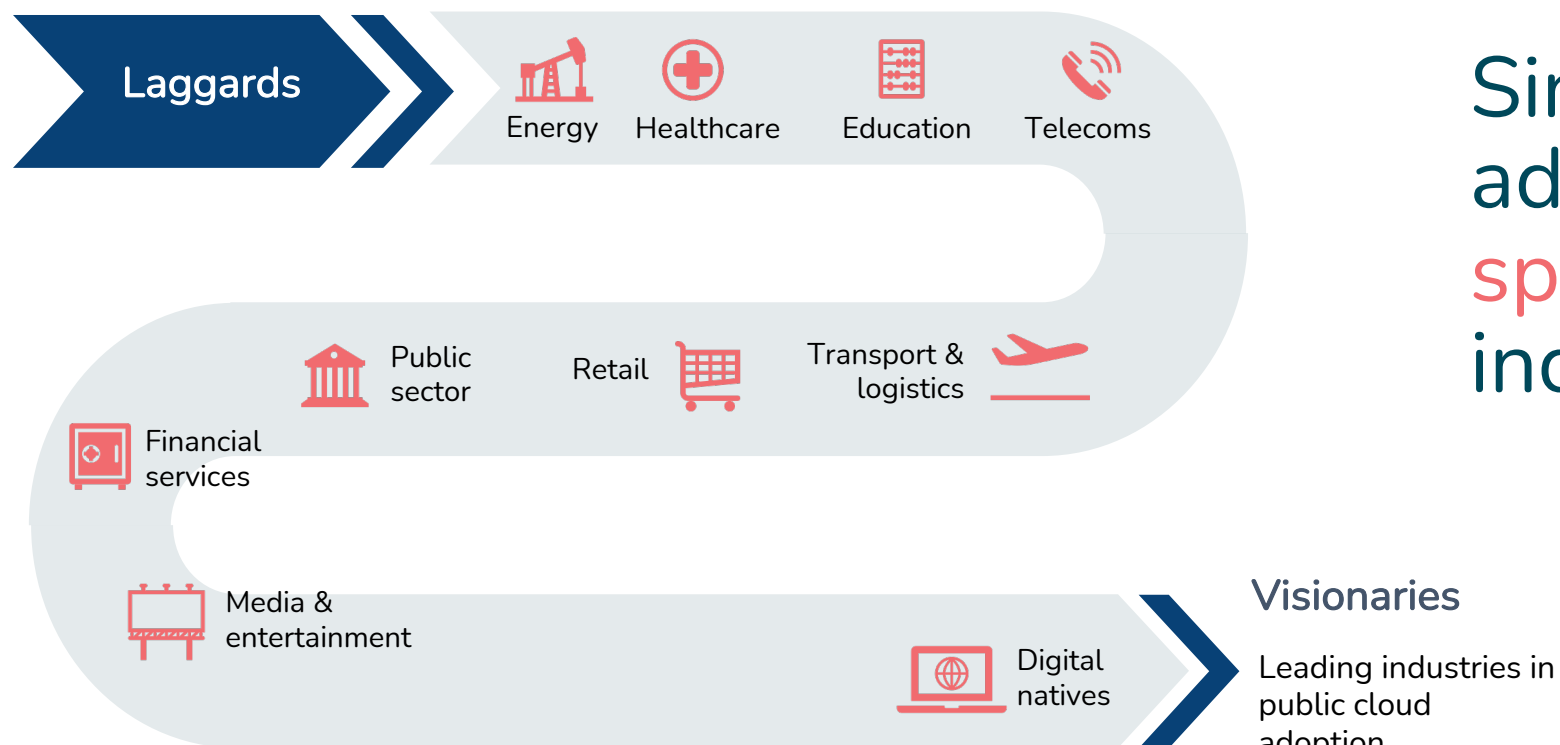 Laggards
Energy
Healthcare
Education
Telecoms
Public
sector
Retail
Transport &
logistics
Financial
services
Media &
entertainment
Digital
natives
Visionaries
Leading industries in
public cloud
adoption